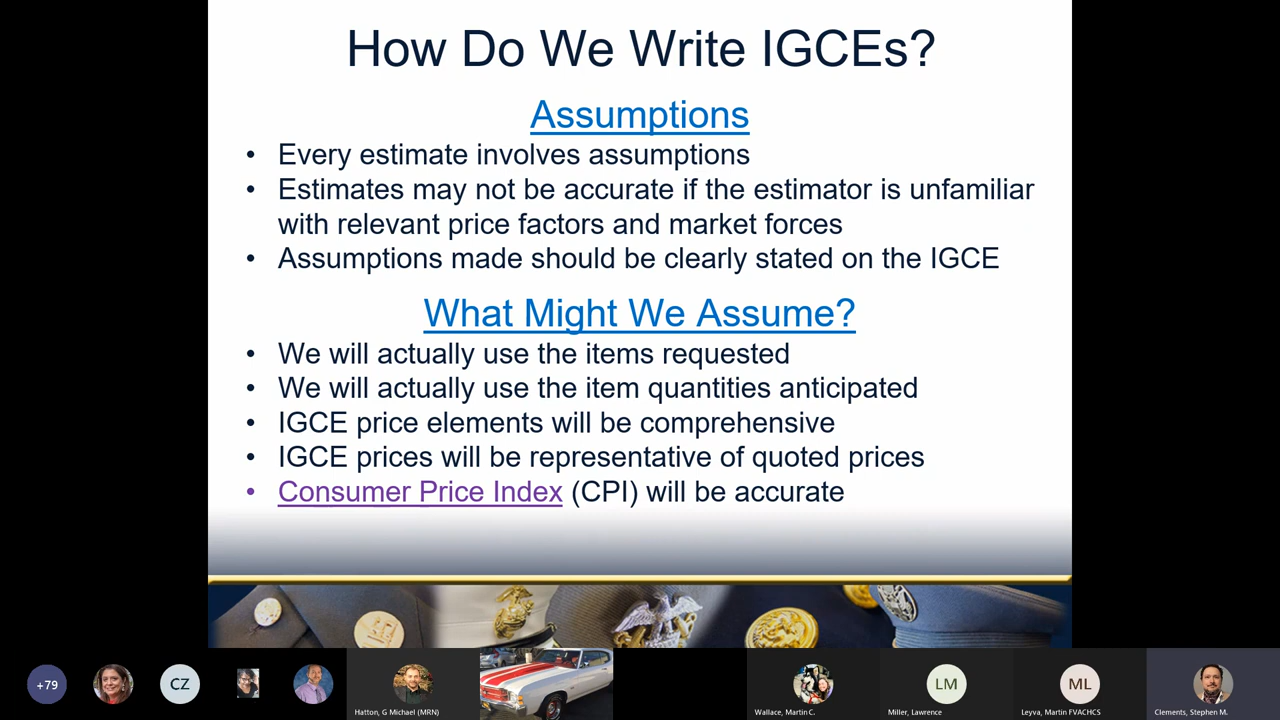 How Do We Write IGCEs?
Assumptions
• Every estimate involves assumptions
• Estimates may not be accurate if the estimator is unfamiliar
with relevant price factors and market forces
• Assumptions made should be clearly stated on the IGCE
What Might We Assume?
• We will actually use the items requested
• We will actually use the item quantities anticipated
• IGCE price elements will be comprehensive
• IGCE prices will be representative of quoted prices
• Consumer Price Index (CPI) will be accurate
+79
CZ
LM
ML
Hatton, G Michael (MRN)
Wallace, Martin C.
Miller, Lawrence
Leyva, Martin FVACHCS
Clements, Stephen M.